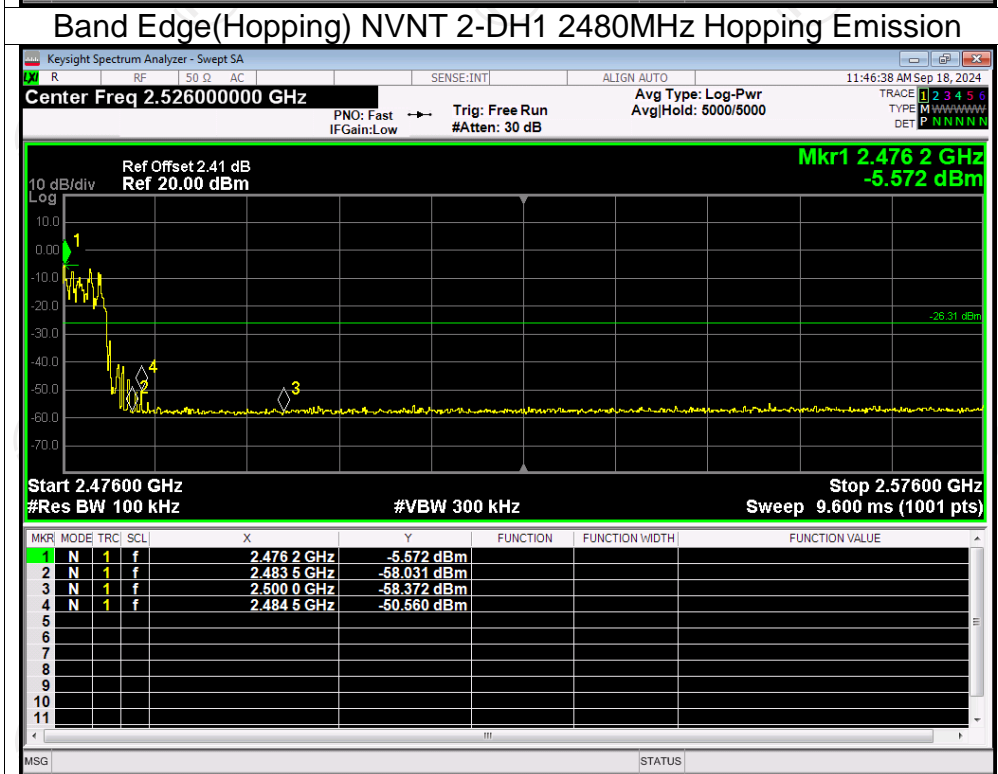 Band Edge(Hopping) NVNT 2-DH1 2480MHz Hopping Emission
Keysight Spectrum Analyzer - Swept SA
LXI R RF 50 Ω AC SENSE:INT ALIGN AUTO 11:46:38 AM Sep 18, 2024
Center Freq 2.526000000 GHz Avg Type: Log-Pwr TRACE 1 2 3 4 5 6
PNO: Fast Trig: Free Run Avg|Hold: 5000/5000 TYPE M WWWWW
IFGain:Low #Atten: 30 dB DET P N N N N N
Mkr1 2.476 2 GHz
Ref Offset 2.41 dB
10 dB/div Ref 20.00 dBm -5.572 dBm
Log
10.0
0.00 1
-10.0
-20.0
-26.31 dBm
-30.0
-40.0 4
-50.0 2 3
-60.0
-70.0
Start 2.47600 GHz Stop 2.57600 GHz
#Res BW 100 kHz #VBW 300 kHz Sweep 9.600 ms (1001 pts)
MKR MODE TRC SCL X Y FUNCTION FUNCTION WIDTH FUNCTION VALUE
1 N 1 f 2.476 2 GHz -5.572 dBm
2 N 1 f 2.483 5 GHz -58.031 dBm
3 N 1 f 2.500 0 GHz -58.372 dBm
4 N 1 f 2.484 5 GHz -50.560 dBm
5
6
7
8
9
10
11
MSG STATUS